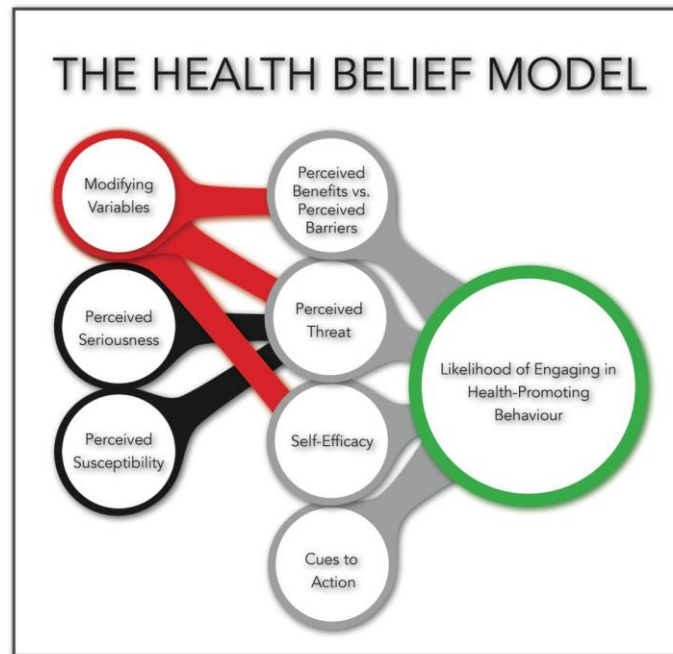 THE HEALTH BELIEF MODEL
Modifying
Variables
Perceived
Benefits vs.
Perceived
Barriers
Perceived
Seriousness
Perceived
Threat
Likelihood of Engaging in
Health-Promoting
Behaviour
Perceived
Susceptibility
Self-Efficacy
Cues to
Action